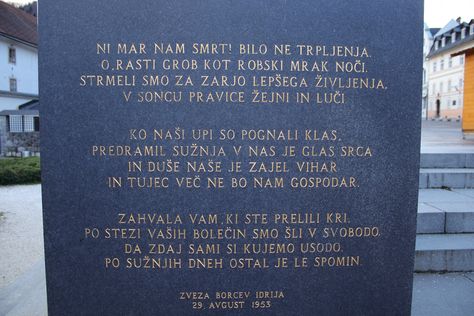 NI MAR NAM SMRT! BILO NE TRPLJENJA,
O, RASTI GROB KOT ROBSKI MRAK NOČI.
STRMELI SMO ZA ZARJO LEPŠEGA ŽIVLJENJA,
V SONCU PRAVICE ŽEJNI IN LUČI.
KO NAŠI UPI SO POGNALI KLAS,
PREDRAMIL SUŽNJA V NAS JE GLAS SRCA
IN DUŠE NAŠE JE ZAJEL VIHAR,
IN TUJEC VEČ NE BO NAM GOSPODAR.
ZAHVALA VAM, KI STE PRELILI KRI.
PO STEZI VAŠIH BOLEČIN SMO ŠLI V SVOBODO.
DA ZDAJ SAMI SI KUJEMO USODO.
PO SUŽNJIH DNEH OSTAL JE LE SPOMIN.
ZVEZA BORCEV IDRIJA
29. AVGUST 1953